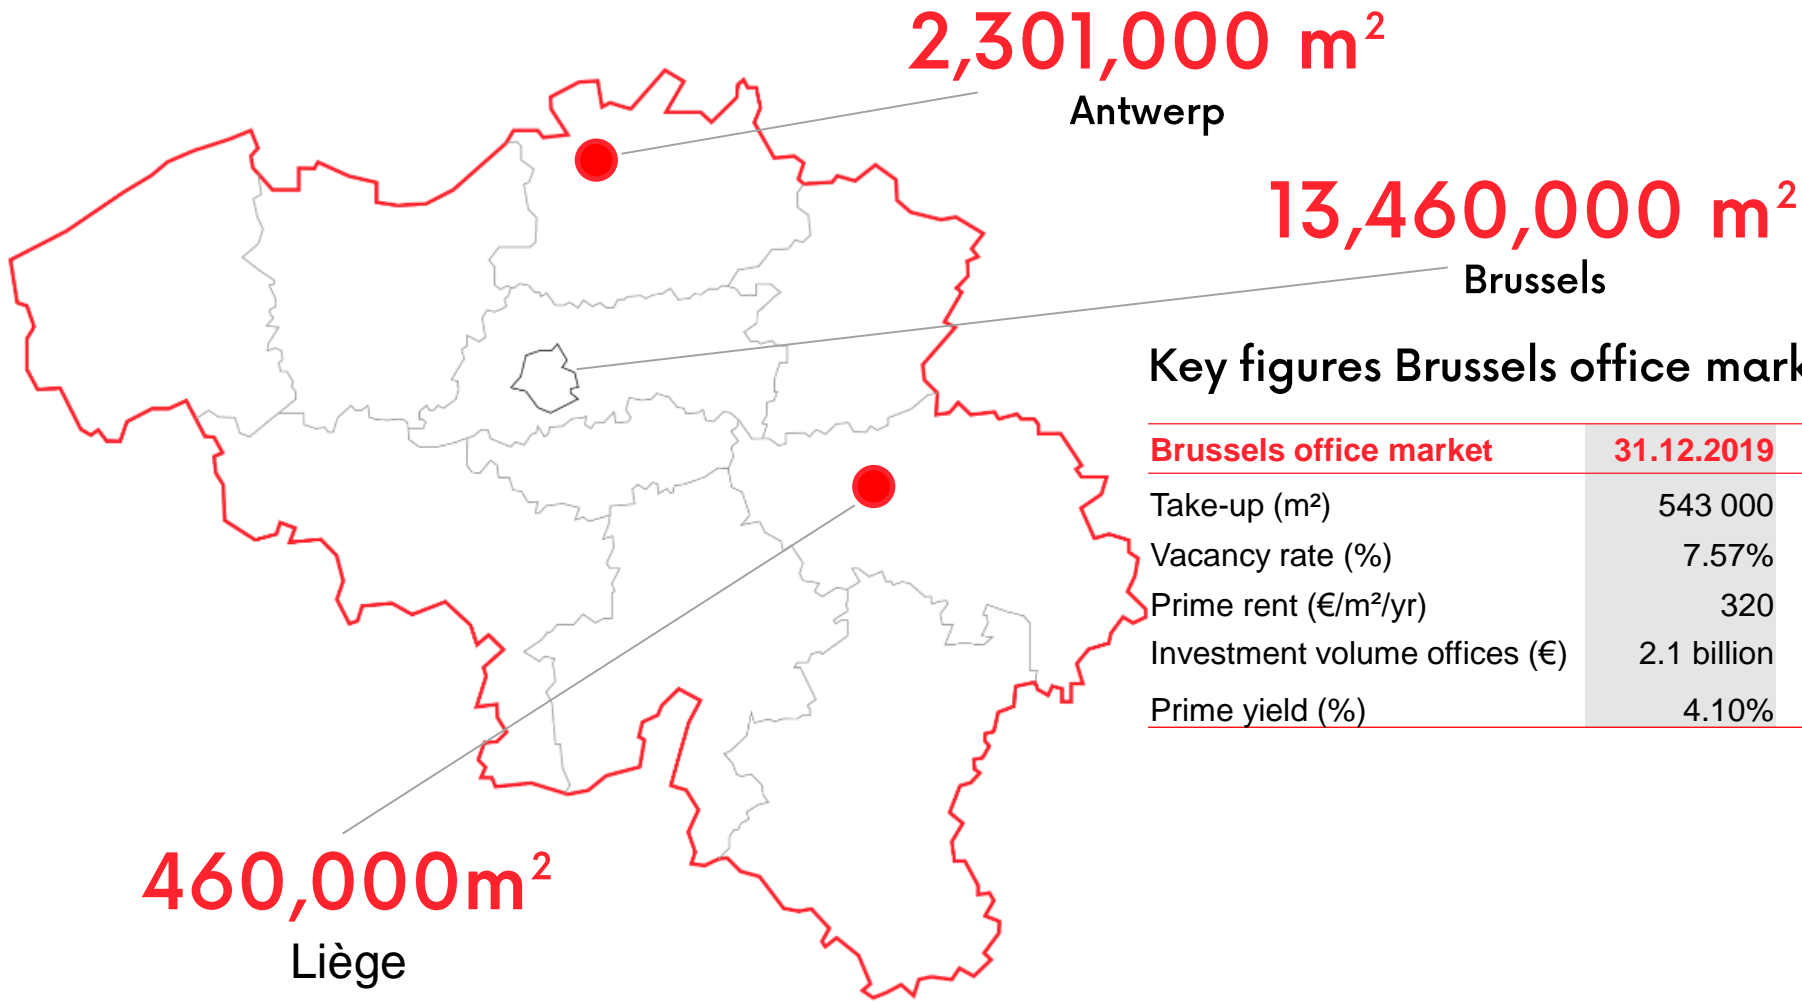 2,301,000 m²
Antwerp
13,460,000 m²
Brussels
Key figures Brussels office
Brussels office market 31.12.2019
Take-up (m²) 543 000
Vacancy rate (%) 7.57%
Prime rent (€/m²/yr) 320
Investment volume offices (€) 2.1 billion
Prime yield (%) 4.10%
460,000m²
Liège